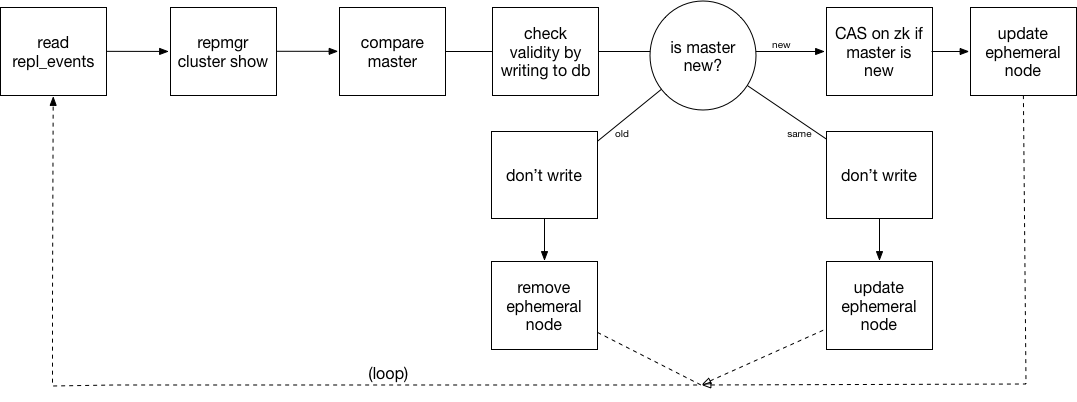 read
repl_events
repmgr
cluster show
compare
master
check
validity by
writing to db
is master
new?
new
CAS on zk if
master is
new
update
ephemeral
node
old
same
don't write
don't write
remove
ephemeral
node
update
ephemeral
node
(loop)